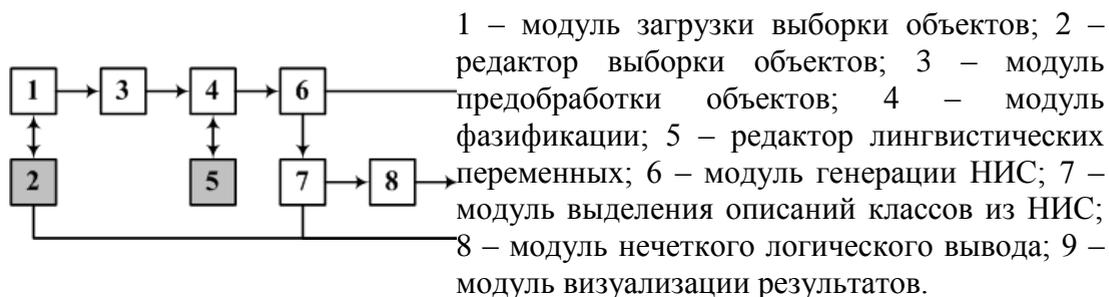 1 – модуль загрузки выборки объектов; 2 –
редактор выборки объектов; 3 – модуль
предобработки объектов; 4 – модуль
фазификации; 5 – редактор лингвистических
переменных; 6 – модуль генерации НИС; 7 –
модуль выделения описаний классов из НИС;
8 – модуль нечеткого логического вывода; 9 –
модуль визуализации результатов.
1 3 4 6
2 5 7 8